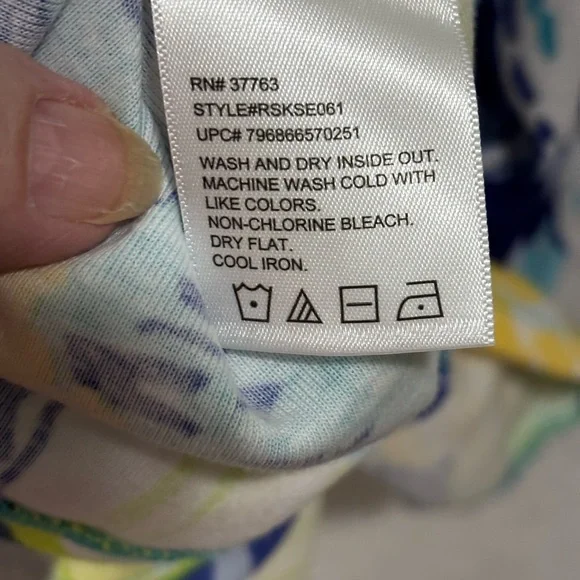 RN# 37763
STYLE#RSKSE061
UPC# 796866570251
WASH AND DRY INSIDE OUT.
MACHINE WASH COLD WITH
LIKE COLORS.
NON-CHLORINE BLEACH.
DRY FLAT.
COOL IRON.